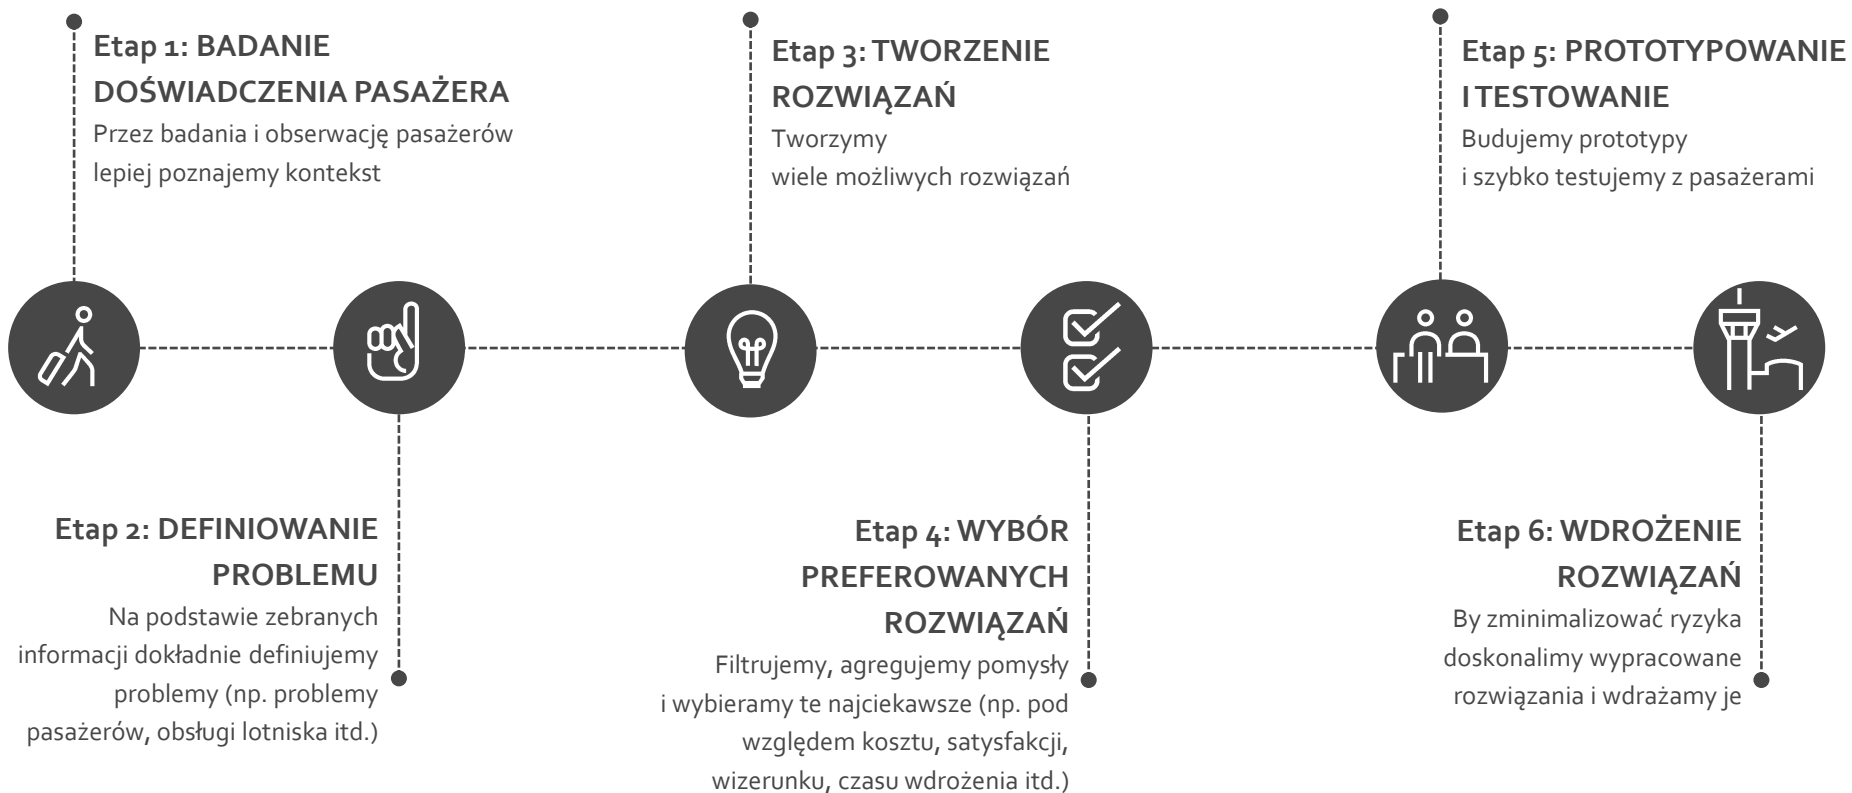 Etap 1: BADANIE
DOŚWIADCZENIA PASAŻERA
Przez badania i obserwację pasażerów
lepiej poznajemy kontekst
Etap 2: DEFINIOWANIE
PROBLEMU
Na podstawie zebranych
informacji dokładnie definiujemy
problemy (np. problemy
pasażerów, obsługi lotniska itd.)
Etap 3: TWORZENIE
ROZWIĄZAŃ
Tworzymy
wiele możliwych rozwiązań
Etap 4: WYBÓR
PREFEROWANYCH
ROZWIĄZAŃ
Filtrujemy, agregujemy pomysły
i wybieramy te najciekawsze (np. pod
względem kosztu, satysfakcji,
wizerunku, czasu wdrożenia itd.)
Etap 5: PROTOTYPOWANIE
I TESTOWANIE
Budujemy prototypy
i szybko testujemy z pasażerami
Etap 6: WDROŻENIE
ROZWIĄZAŃ
By zminimalizować ryzyka
doskonalimy wypracowane
rozwiązania i wdrażamy je